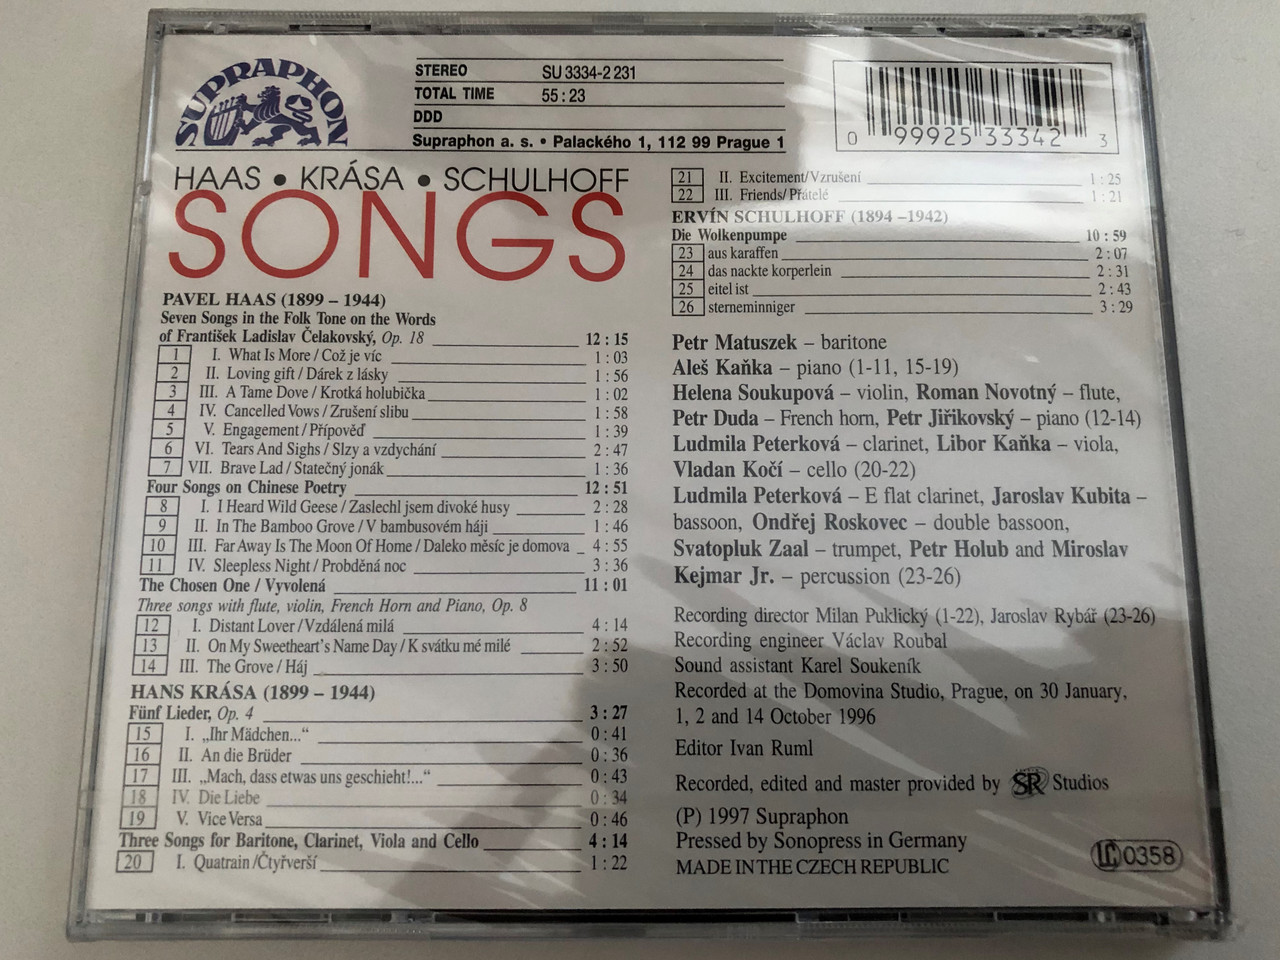 SUPRAPHON
STEREO SU 3334-2 231
TOTAL TIME 55 : 23
DDD
Supraphon a. s. • Palackého 1, 112 99 Prague 1
0 99925 33342 3
HAAS • KRÁSA • SCHULHOFF
SONGS
PAVEL HAAS (1899 – 1944)
Seven Songs in the Folk Tone on the Words
of František Ladislav Čelakovský, Op. 18 12 : 15
1 I. What Is More / Což je víc 1 : 03
2 II. Loving gift / Dárek z lásky 1 : 56
3 III. A Tame Dove / Krotká holubička 1 : 02
4 IV. Cancelled Vows / Zrušení slibu 1 : 58
5 V. Engagement / Přípověď 1 : 39
6 VI. Tears And Sighs / Slzy a vzdychání 2 : 47
7 VII. Brave Lad / Statečný jonák 1 : 36
Four Songs on Chinese Poetry 12 : 51
8 I. I Heard Wild Geese / Zaslechl jsem divoké husy 2 : 28
9 II. In The Bamboo Grove / V bambusovém háji 1 : 46
10 III. Far Away Is The Moon Of Home / Daleko měsíc je domova 4 : 55
11 IV. Sleepless Night / Probděná noc 3 : 36
The Chosen One / Vyvolená 11 : 01
Three songs with flute, violin, French Horn and Piano, Op. 8
12 I. Distant Lover / Vzdálená milá 4 : 14
13 II. On My Sweetheart's Name Day / K svátku mé milé 2 : 52
14 III. The Grove / Háj 3 : 50
HANS KRÁSA (1899 – 1944)
Fünf Lieder, Op. 4 3 : 27
15 I. „Ihr Mädchen...“ 0 : 41
16 II. An die Brüder 0 : 36
17 III. „Mach, dass etwas uns geschieht!...“ 0 : 43
18 IV. Die Liebe 0 : 34
19 V. Vice Versa 0 : 46
Three Songs for Baritone, Clarinet, Viola and Cello 4 : 14
20 I. Quatrain /Čtyřverší 1 : 22
21 II. Excitement/ Vzrušení 1 : 25
22 III. Friends/ Přátelé 1 : 21
ERVÍN SCHULHOFF (1894 –1942)
Die Wolkenpumpe 10 : 59
23 aus karaffen 2 : 07
24 das nackte korperlein 2 : 31
25 eitel ist 2 : 43
26 sterneminniger 3 : 29
Petr Matuszek – baritone
Aleš Kaňka – piano (1-11, 15-19)
Helena Soukupová – violin, Roman Novotný – flute,
Petr Duda – French horn, Petr Jiřikovský – piano (12-14)
Ludmila Peterková – clarinet, Libor Kaňka – viola,
Vladan Kočí – cello (20-22)
Ludmila Peterková – E flat clarinet, Jaroslav Kubita –
bassoon, Ondřej Roskovec – double bassoon,
Svatopluk Zaal – trumpet, Petr Holub and Miroslav
Kejmar Jr. – percussion (23-26)
Recording director Milan Puklický (1-22), Jaroslav Rybář (23-26)
Recording engineer Václav Roubal
Sound assistant Karel Soukeník
Recorded at the Domovina Studio, Prague, on 30 January,
1, 2 and 14 October 1996
Editor Ivan Ruml
Recorded, edited and master provided by SR Studios
(P) 1997 Supraphon
Pressed by Sonopress in Germany
MADE IN THE CZECH REPUBLIC
LC 0358